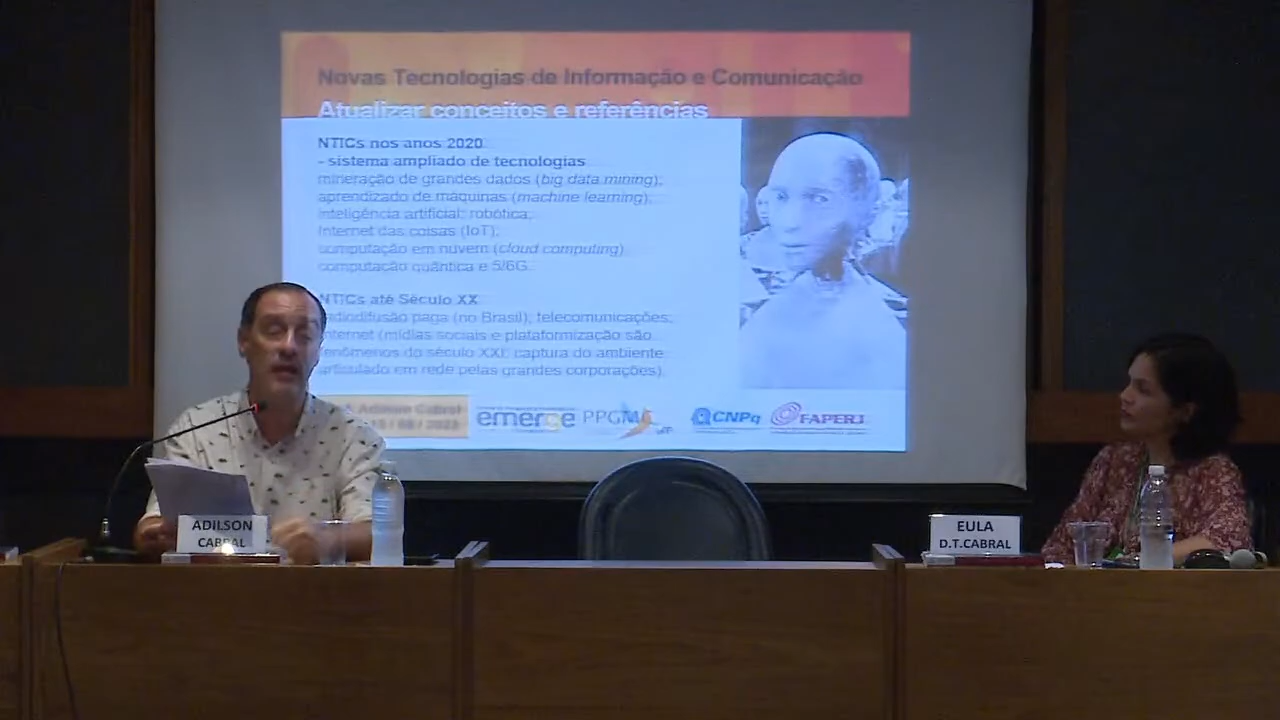 Novas Tecnologias de Informação e Comunicação
Atualizar conceitos e referências
NTICs nos anos 2020
- sistema ampliado de tecnologias
mineração de grandes dados (big data mining);
aprendizado de máquinas (machine learning);
inteligência artificial; robótica;
Internet das coisas (IoT);
computação em nuvem (cloud computing)
computação quântica e 5/6G.
NTICs até Século XX
paga (no Brasil); telecomunicações;
(mídias sociais e plataformização são
fenômenos do século XXI: captura do ambiente
articulado em rede pelas grandes corporações).
Adilson Cabral
emerge
CNPq
FAPERJ
ADILSON
CABRAL
EULA
D.T.CABRAL